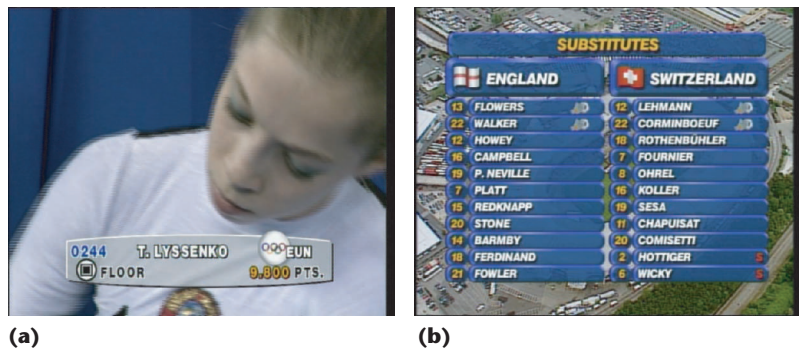 0244 T. LYSSENKO EUN
FLOOR 9.800 PTS.
(a)
SUBSTITUTES
ENGLAND SWITZERLAND
13 FLOWERS 12 LEHMANN
22 WALKER 22 CORMINBOEUF
12 HOWEY 18 ROTHENBÜHLER
16 CAMPBELL 7 FOURNIER
19 P. NEVILLE 8 OHREL
7 PLATT 16 KOLLER
15 REDKNAPP 19 SESA
20 STONE 11 CHAPUISAT
14 BARMBY 20 COMISETTI
18 FERDINAND 2 HOTTIGER S
21 FOWLER 6 WICKY S
(b)